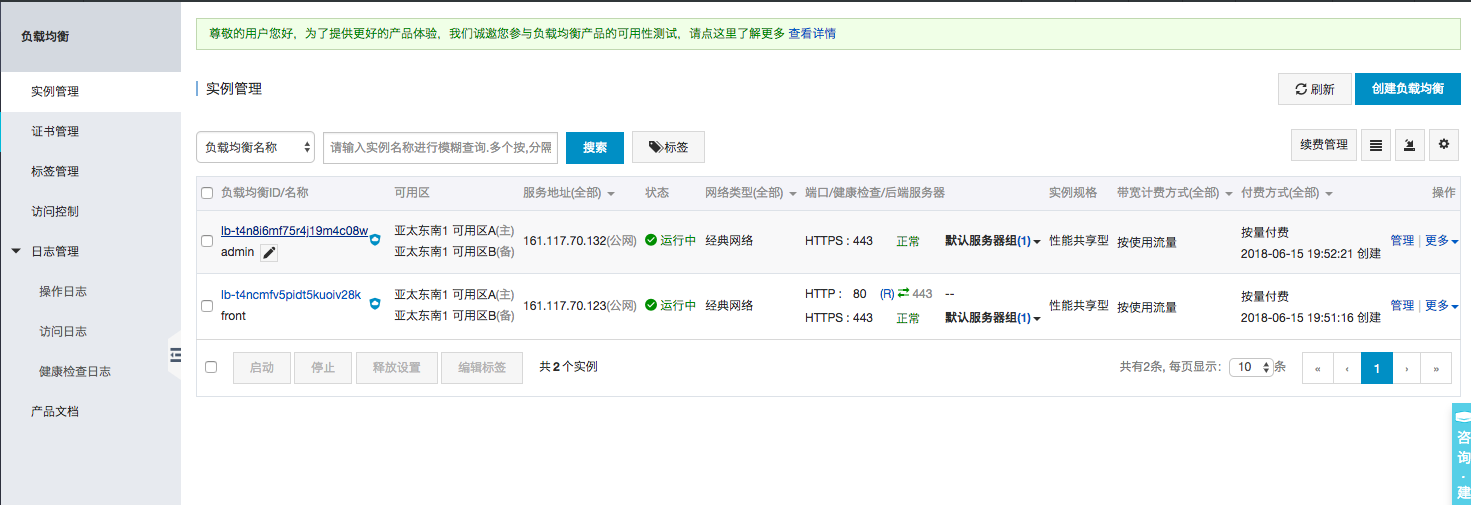 负载均衡
实例管理
证书管理
标签管理
访问控制
日志管理
操作日志
访问日志
健康检查日志
产品文档
尊敬的用户您好，为了提供更好的产品体验，我们诚邀您参与负载均衡产品的可用性测试，请点这里了解更多 查看详情
实例管理
刷新 创建负载均衡
负载均衡名称 请输入实例名称进行模糊查询.多个按,分隔 搜索 标签 续费管理
负载均衡ID/名称 可用区 服务地址(全部) 状态 网络类型(全部) 端口/健康检查/后端服务器 实例规格 带宽计费方式(全部) 付费方式(全部) 操作
lb-t4n8i6mf75r4j19m4c08w 亚太东南1 可用区A(主) 161.117.70.132(公网) 运行中 经典网络 HTTPS : 443 正常 默认服务器组(1) 性能共享型 按使用流量 按量付费 管理 | 更多
admin 亚太东南1 可用区B(备) 2018-06-15 19:52:21 创建
lb-t4ncmfv5pidt5kuoiv28k 亚太东南1 可用区A(主) 161.117.70.123(公网) 运行中 经典网络 HTTP : 80 (R) 443 -- 性能共享型 按使用流量 按量付费 管理 | 更多
front 亚太东南1 可用区B(备) HTTPS : 443 正常 默认服务器组(1) 2018-06-15 19:51:16 创建
启动 停止 释放设置 编辑标签 共 2 个实例 共有2条, 每页显示: 10 条 « ‹ 1 › »
咨
询
-
建